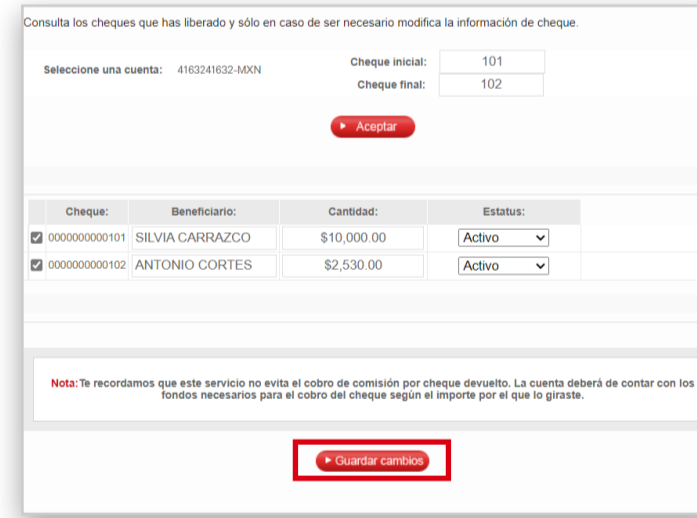 Consulta los cheques que has liberado y sólo en caso de ser necesario modifica la información de cheque.
Seleccione una cuenta: 4163241632-MXN
Cheque inicial: 101
Cheque final: 102
Aceptar
Cheque: Beneficiario: Cantidad: Estatus:
0000000000101 SILVIA CARRAZCO $10,000.00 Activo
0000000000102 ANTONIO CORTES $2,530.00 Activo
Nota: Te recordamos que este servicio no evita el cobro de comisión por cheque devuelto. La cuenta deberá de contar con los
fondos necesarios para el cobro del cheque según el importe por el que lo giraste.
Guardar cambios